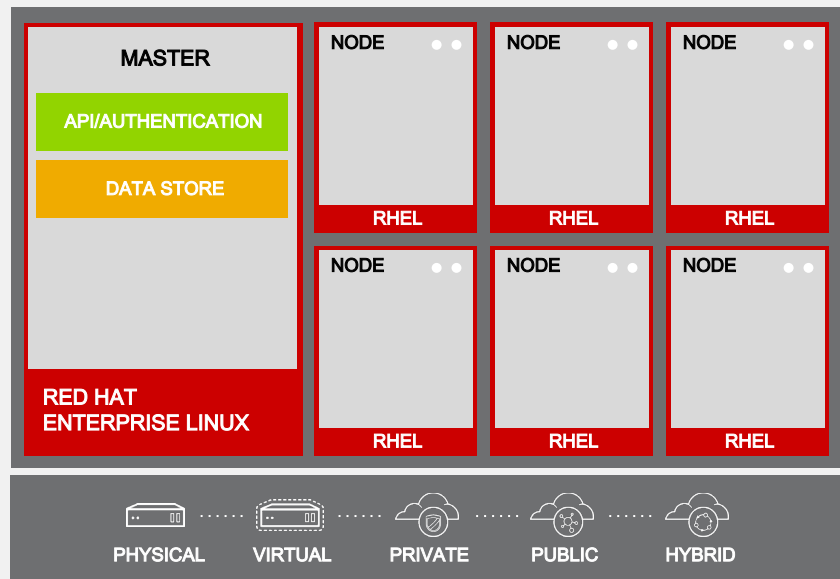 MASTER
API/AUTHENTICATION
DATA STORE
RED HAT
ENTERPRISE LINUX
NODE
NODE
NODE
RHEL
RHEL
RHEL
NODE
NODE
NODE
RHEL
RHEL
RHEL
PHYSICAL
VIRTUAL
PRIVATE
PUBLIC
HYBRID